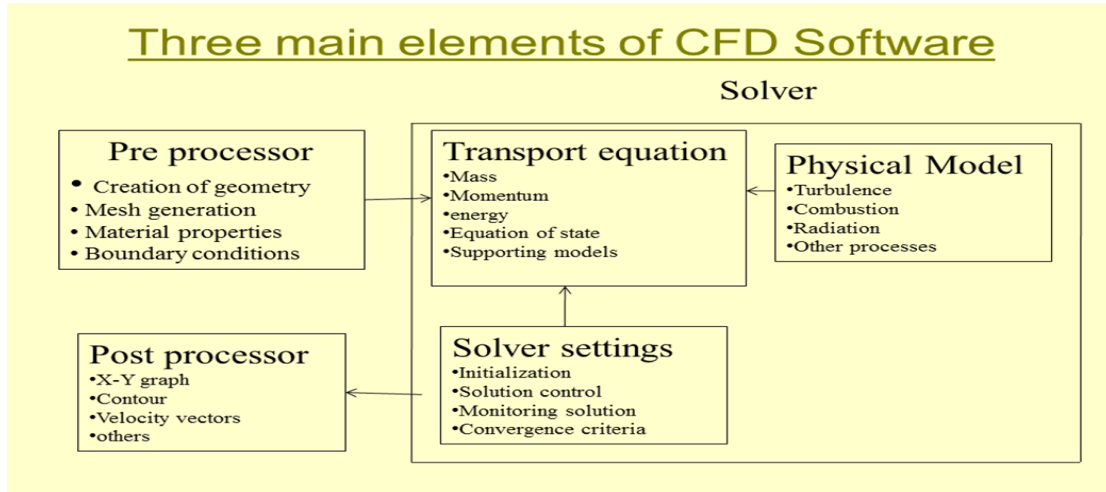 Three main elements of CFD Software
Solver
Pre processor
• Creation of geometry
• Mesh generation
• Material properties
• Boundary conditions
Transport equation
•Mass
•Momentum
•energy
•Equation of state
•Supporting models
Physical Model
•Turbulence
•Combustion
•Radiation
•Other processes
Post processor
•X-Y graph
•Contour
•Velocity vectors
•others
Solver settings
•Initialization
•Solution control
•Monitoring solution
•Convergence criteria